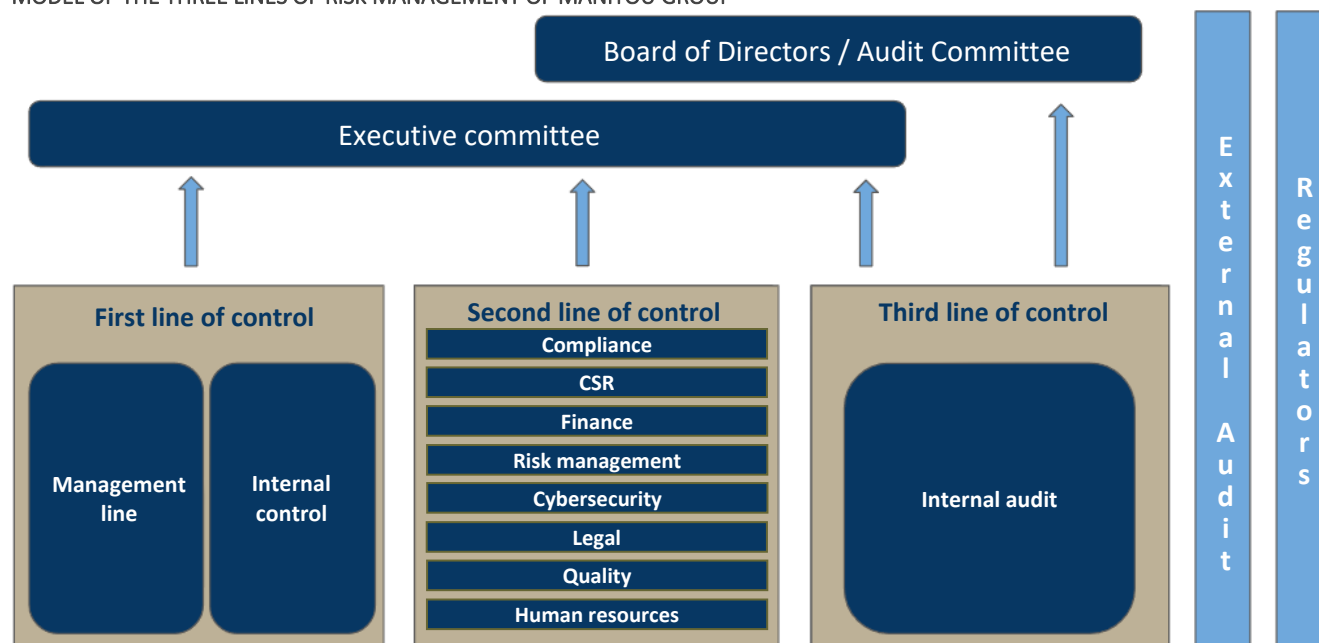 MODEL OF THE THREE LINES OF RISK MANAGEMENT OF MANITOU GROUP
Board of Directors / Audit Committee
Executive committee
First line of control
Management
line
Internal
control
Second line of control
Compliance
CSR
Finance
Risk management
Cybersecurity
Legal
Quality
Human resources
Third line of control
Internal audit
External Audit
Regulators